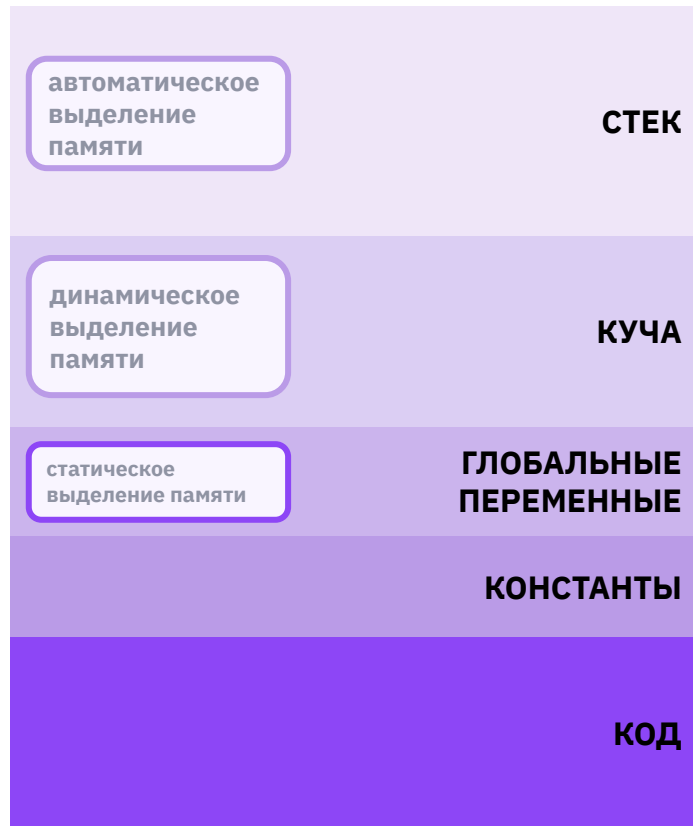 автоматическое
выделение
памяти
СТЕК
динамическое
выделение
памяти
КУЧА
статическое
выделение памяти
ГЛОБАЛЬНЫЕ
ПЕРЕМЕННЫЕ
КОНСТАНТЫ
КОД